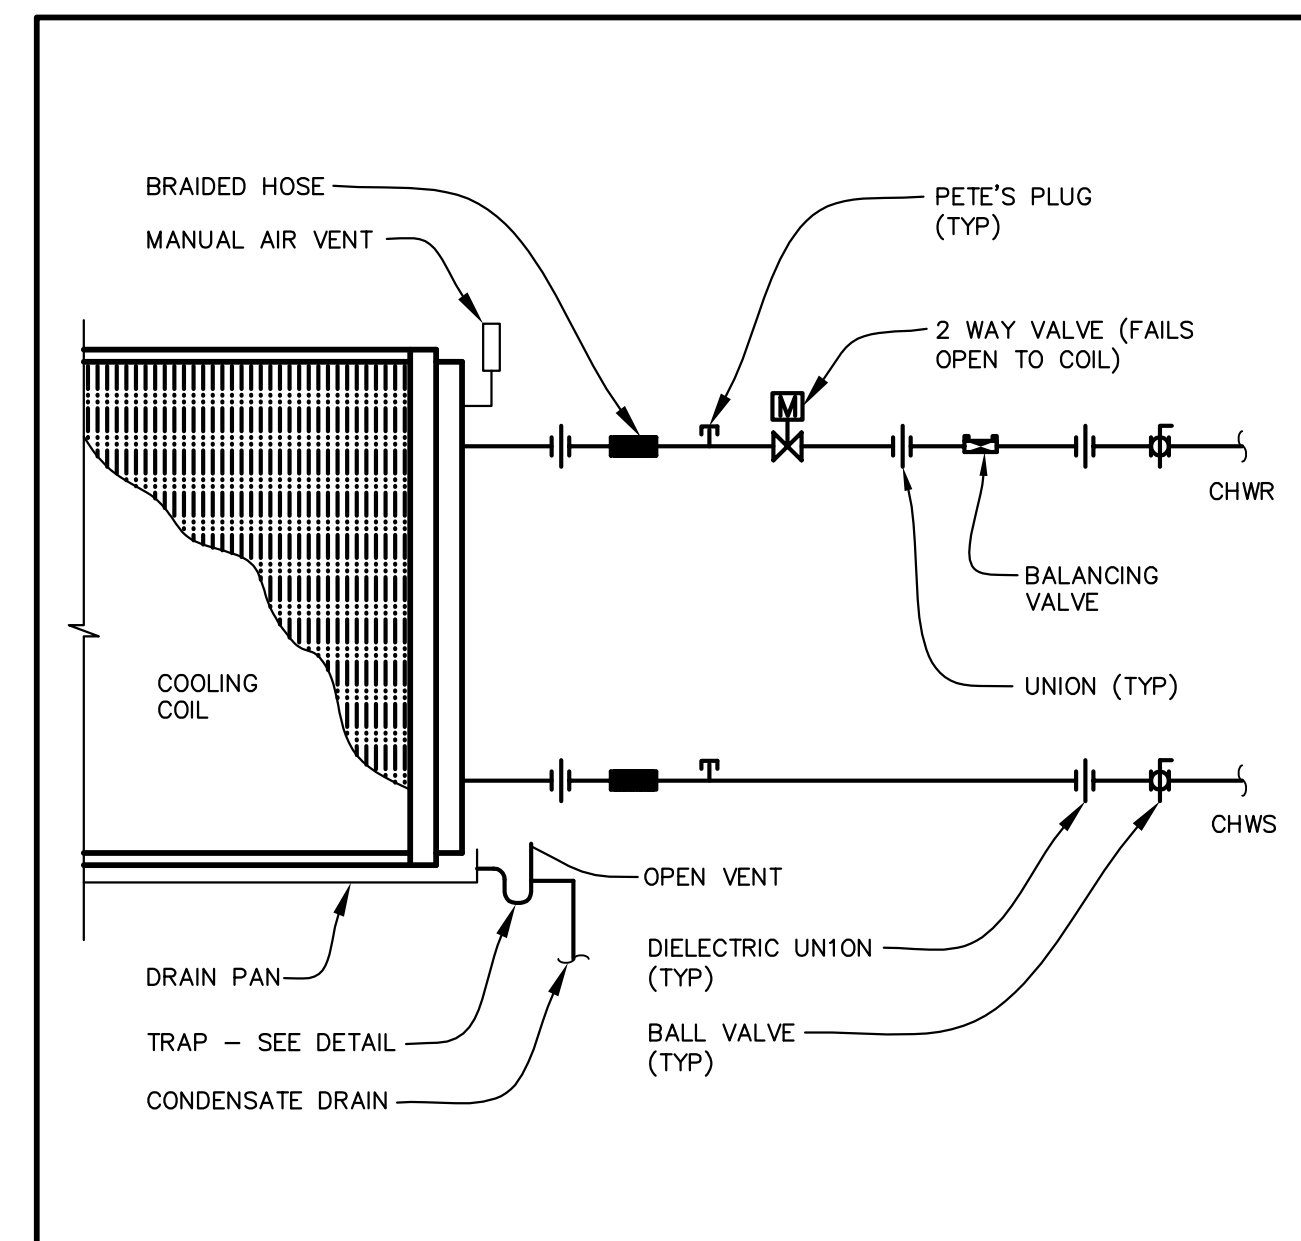 BRAIDED HOSE
MANUAL AIR VENT
PETE'S PLUG
(TYP)
2 WAY VALVE (FAILS
OPEN TO COIL)
M
CHWR
BALANCING
VALVE
UNION (TYP)
COOLING
COIL
CHWS
OPEN VENT
DIELECTRIC UN1ON
(TYP)
DRAIN PAN
TRAP - SEE DETAIL
BALL VALVE
(TYP)
CONDENSATE DRAIN